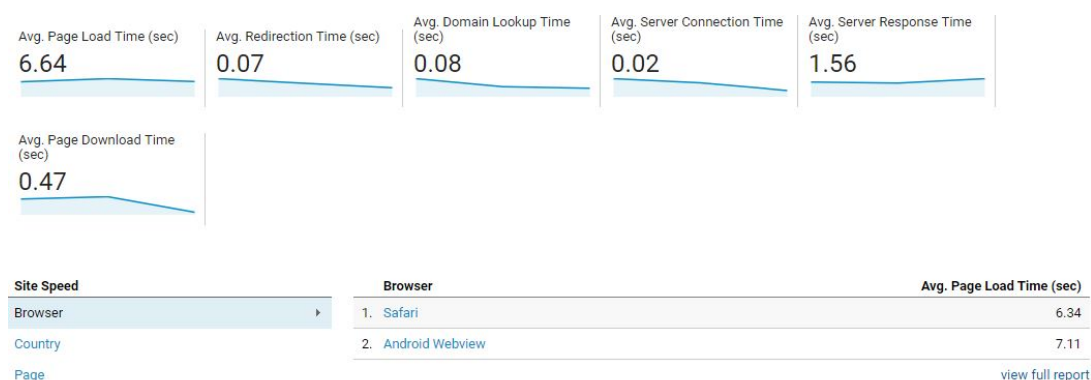 Avg. Page Load Time (sec)
6.64
Avg. Redirection Time (sec)
0.07
Avg. Domain Lookup Time
(sec)
0.08
Avg. Server Connection Time
(sec)
0.02
Avg. Server Response Time
(sec)
1.56
Avg. Page Download Time
(sec)
0.47
Site Speed
Browser
Country
Page
Browser Avg. Page Load Time (sec)
1. Safari 6.34
2. Android Webview 7.11
view full report